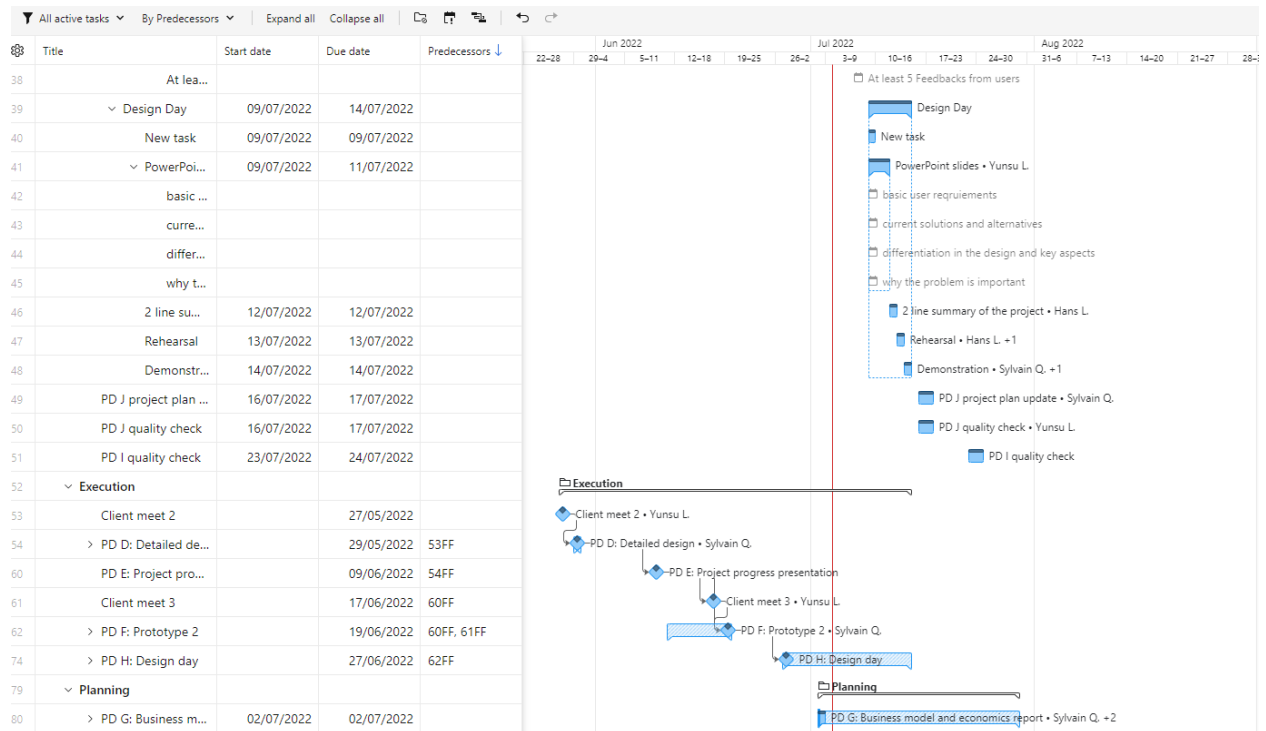 All active tasks By Predecessors Expand all Collapse all
Title Start date Due date Predecessors
Jun 2022 Jul 2022 Aug 2022
22–28 29–4 5–11 12–18 19–25 26–2 3–9 10–16 17–23 24–30 31–6 7–13 14–20 21–27 28–
38 At lea... At least 5 Feedbacks from users
39 Design Day 09/07/2022 14/07/2022 Design Day
40 New task 09/07/2022 09/07/2022 New task
41 PowerPoi... 09/07/2022 11/07/2022 PowerPoint slides • Yunsu L.
42 basic ... basic user reqruiements
43 curre... current solutions and alternatives
44 differ... differentiation in the design and key aspects
45 why t... why the problem is important
46 2 line su... 12/07/2022 12/07/2022 2 line summary of the project • Hans L.
47 Rehearsal 13/07/2022 13/07/2022 Rehearsal • Hans L. +1
48 Demonstr... 14/07/2022 14/07/2022 Demonstration • Sylvain Q. +1
49 PD J project plan ... 16/07/2022 17/07/2022 PD J project plan update • Sylvain Q.
50 PD J quality check 16/07/2022 17/07/2022 PD J quality check • Yunsu L.
51 PD I quality check 23/07/2022 24/07/2022 PD I quality check
52 Execution Execution
53 Client meet 2 27/05/2022 Client meet 2 • Yunsu L.
54 PD D: Detailed de... 29/05/2022 53FF PD D: Detailed design • Sylvain Q.
60 PD E: Project pro... 09/06/2022 54FF PD E: Project progress presentation
61 Client meet 3 17/06/2022 60FF Client meet 3 • Yunsu L.
62 PD F: Prototype 2 19/06/2022 60FF, 61FF PD F: Prototype 2 • Sylvain Q.
74 PD H: Design day 27/06/2022 62FF PD H: Design day
79 Planning Planning
80 PD G: Business m... 02/07/2022 02/07/2022 PD G: Business model and economics report • Sylvain Q. +2